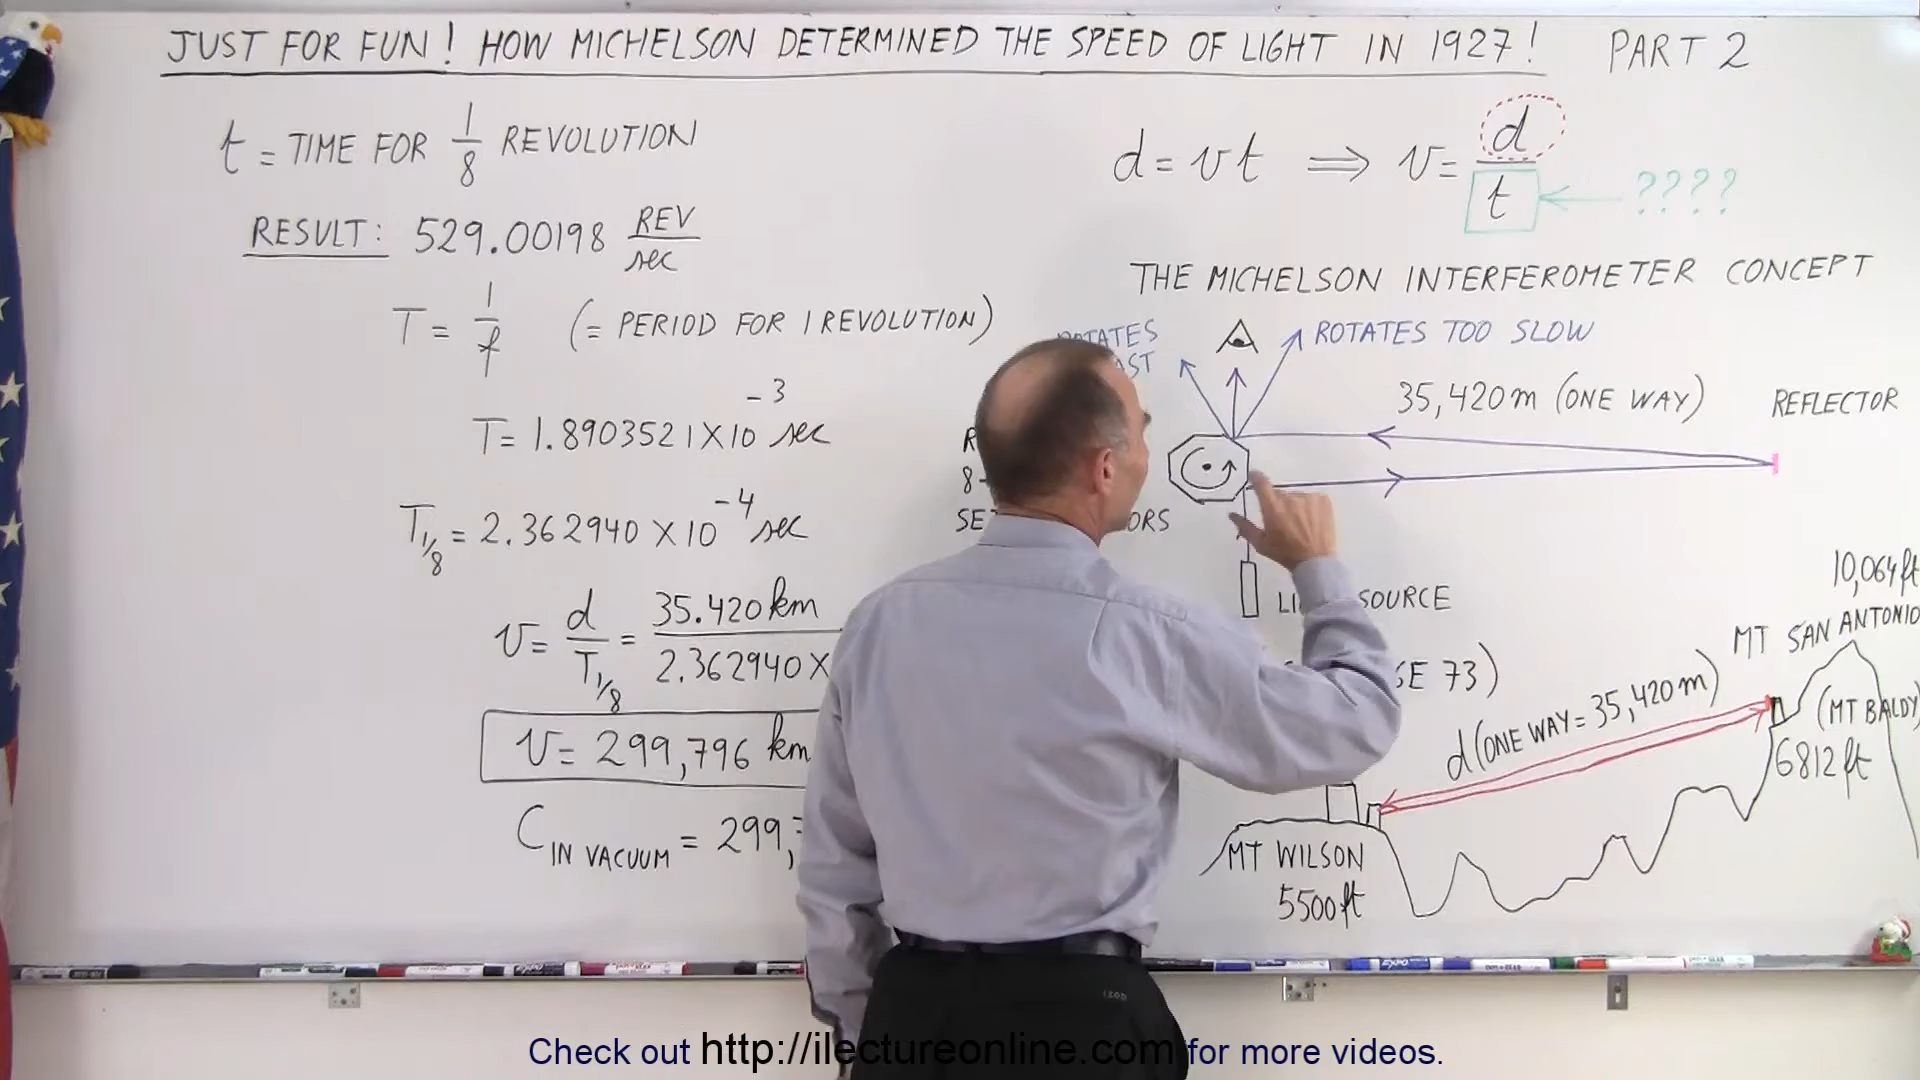 JUST FOR FUN! HOW MICHELSON DETERMINED THE SPEED OF LIGHT IN 1927! PART 2
t = TIME FOR 1/8 REVOLUTION
RESULT: 529.00198 REV/sec
T = 1/f (= PERIOD FOR 1 REVOLUTION)
T = 1.8903521 X 10^-3 sec
T1/8 = 2.362940 X 10^-4 sec
v = d/T1/8 = 35.420 km/2.362940 X
v = 299,796 km
C IN VACUUM = 299,
d = vt ⇒ v = d/t ← ????
THE MICHELSON INTERFEROMETER CONCEPT
ROTATES
ROTATES TOO SLOW
35,420 m (ONE WAY)
REFLECTOR
8-
SOURCE
73)
10,064 ft
MT SAN ANTONIO
(MT BALDY)
6812 ft
d (ONE WAY = 35,420 m)
MT WILSON
5500 ft
IZOD
Check out http://ilectureonline.com for more videos.